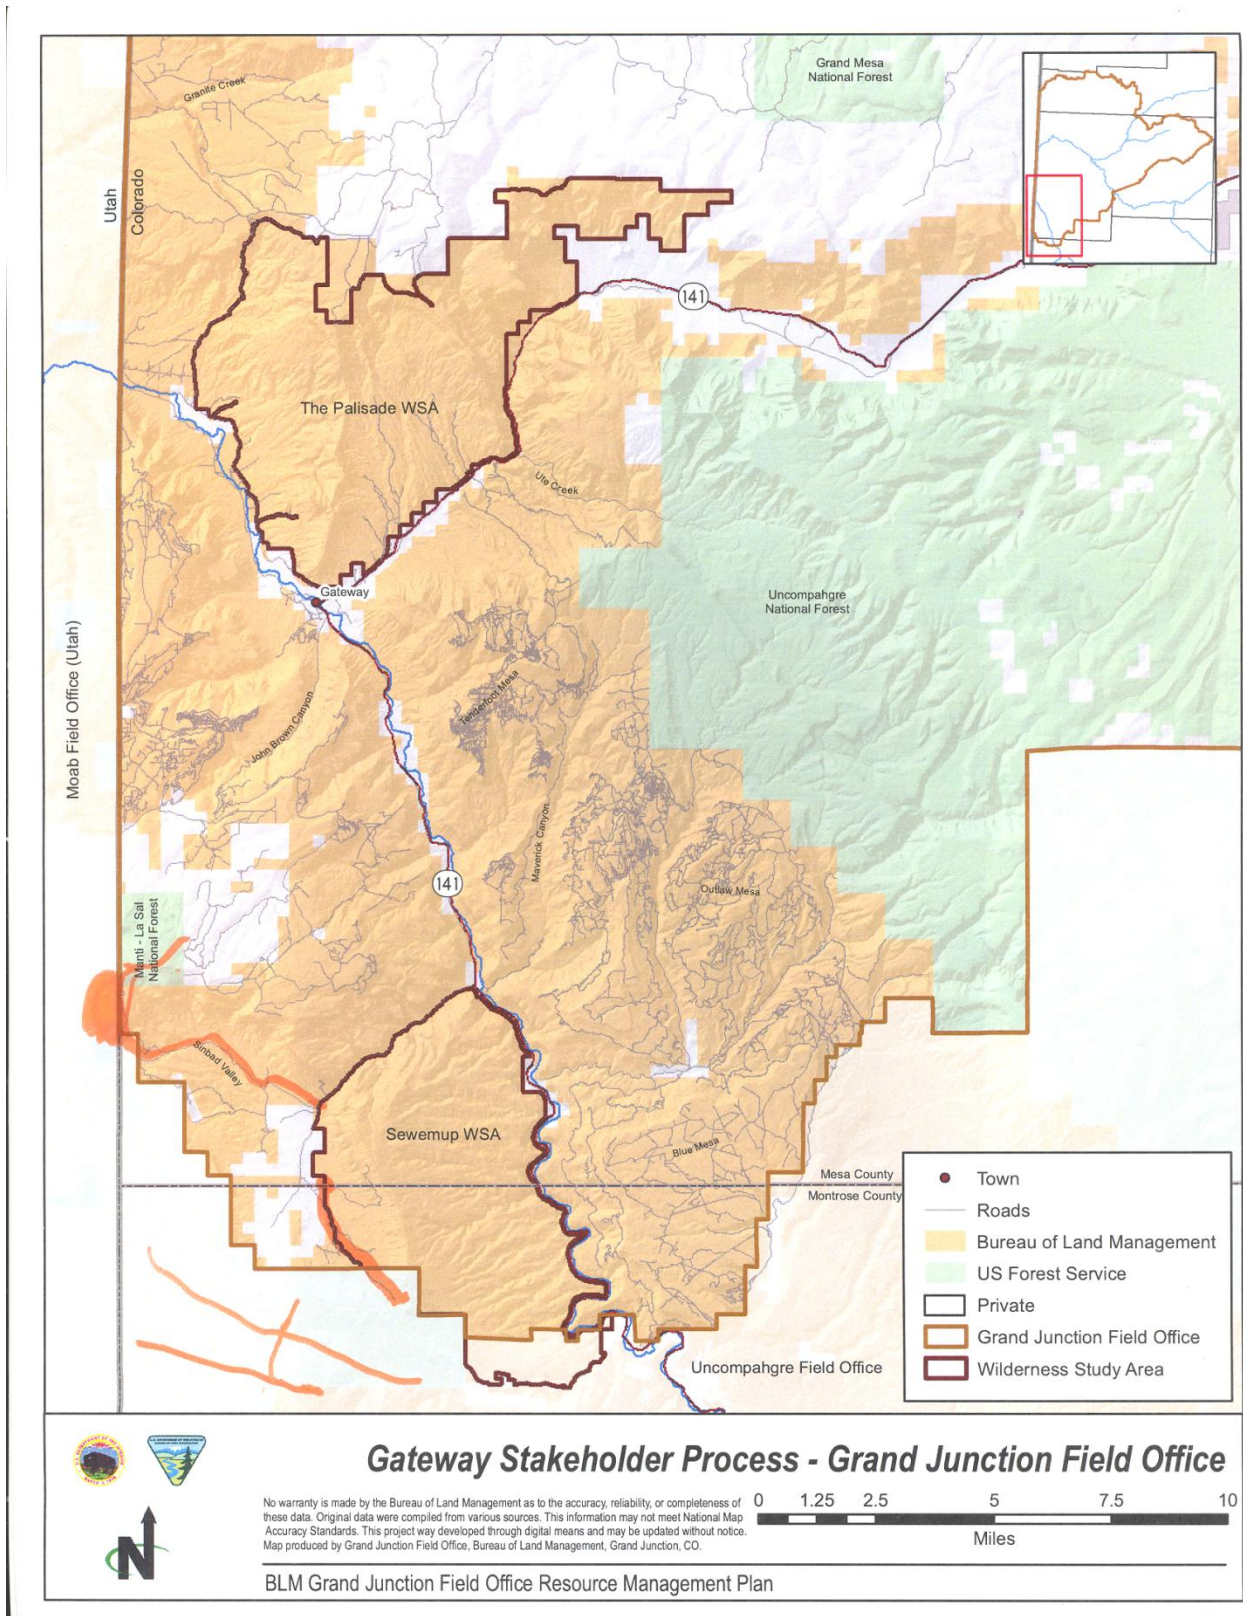 Grand Mesa
National Forest
Granite Creek
Utah
Colorado
141
The Palisade WSA
Ute Creek
Gateway
Uncompahgre
National Forest
Moab Field Office (Utah)
John Brown Canyon
Tenderfoot Mesa
Maverick Canyon
141
Outlaw Mesa
Manti - La Sal
National Forest
Sinbad Valley
Sewemup WSA
Blue Mesa
Mesa County
Montrose County
Uncompahgre Field Office
Town
Roads
Bureau of Land Management
US Forest Service
Private
Grand Junction Field Office
Wilderness Study Area
Gateway Stakeholder Process - Grand Junction Field Office
No warranty is made by the Bureau of Land Management as to the accuracy, reliability, or completeness of
these data. Original data were compiled from various sources. This information may not meet National Map
Accuracy Standards. This project way developed through digital means and may be updated without notice.
Map produced by Grand Junction Field Office, Bureau of Land Management, Grand Junction, CO.
0 1.25 2.5 5 7.5 10
Miles
N
BLM Grand Junction Field Office Resource Management Plan